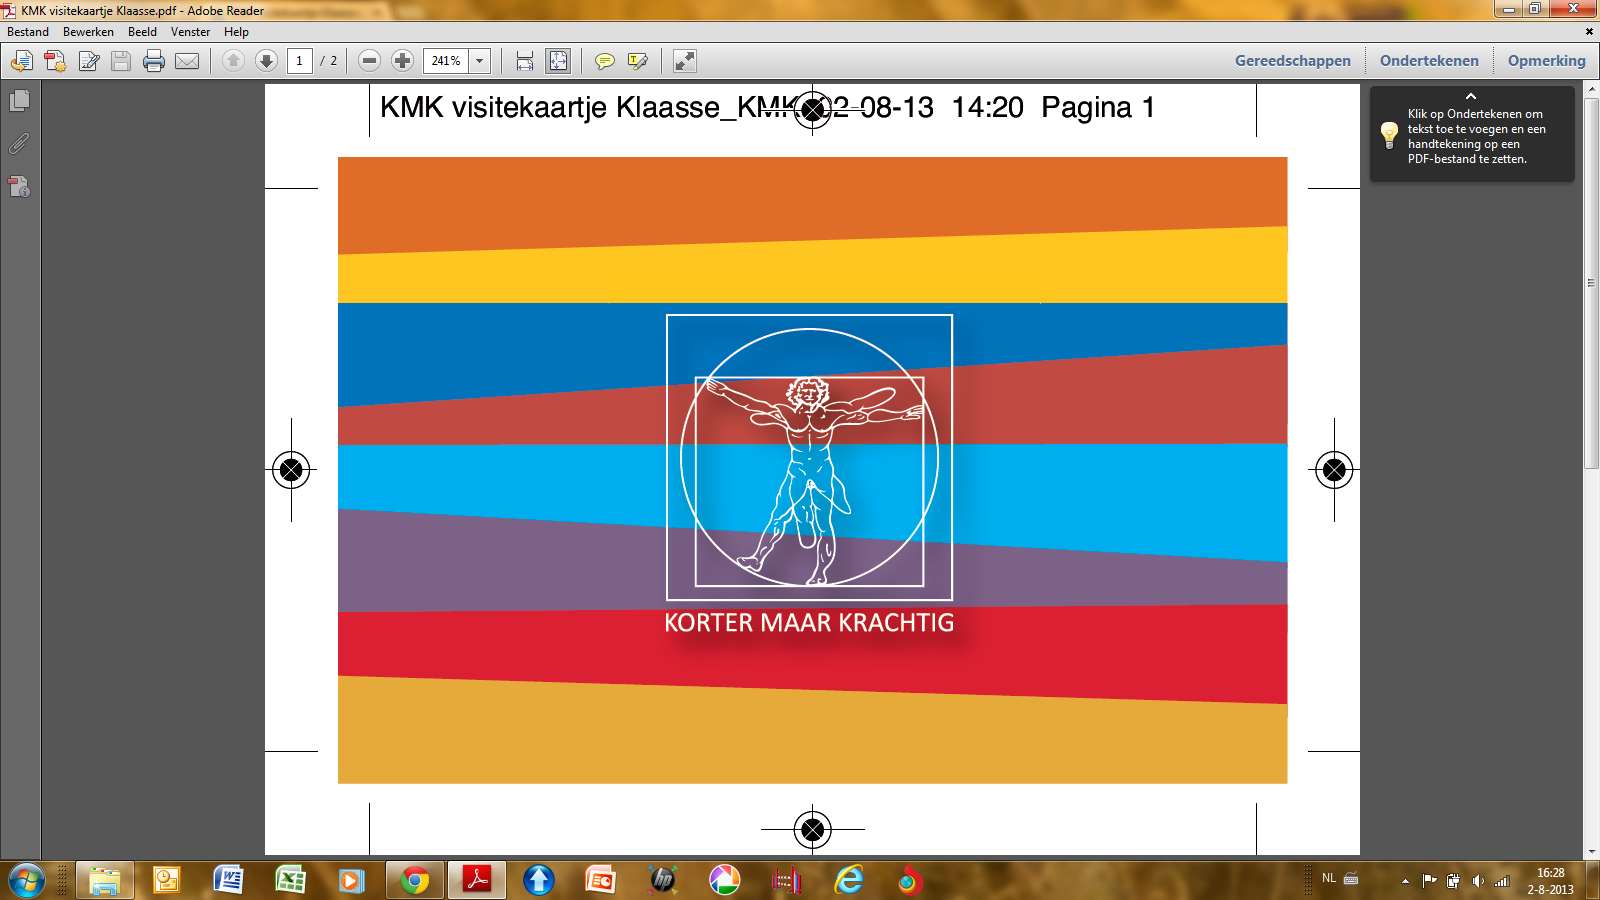 KMK visitekaartje Klaasse.pdf - Adobe Reader
Bestand Bewerken Beeld Venster Help
1 / 2 241% Gereedschappen Ondertekenen Opmerking
KMK visitekaartje Klaasse_KMK 02-08-13 14:20 Pagina 1
Klik op Ondertekenen om
tekst toe te voegen en een
handtekening op een
PDF-bestand te zetten.
KORTER MAAR KRACHTIG
NL 16:28
2-8-2013